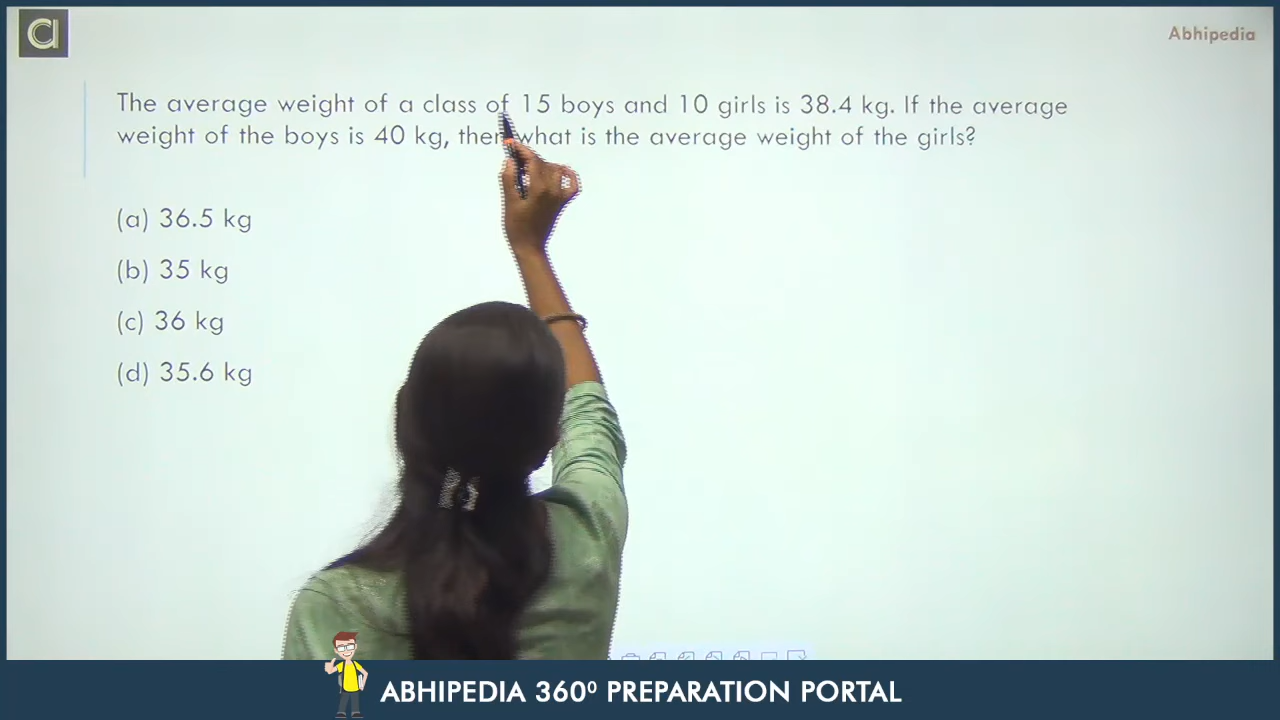 Abhipedia
The average weight of a class of 15 boys and 10 girls is 38.4 kg. If the average
weight of the boys is 40 kg, then what is the average weight of the girls?
(a) 36.5 kg
(b) 35 kg
(c) 36 kg
(d) 35.6 kg
ABHIPEDIA 360º PREPARATION PORTAL